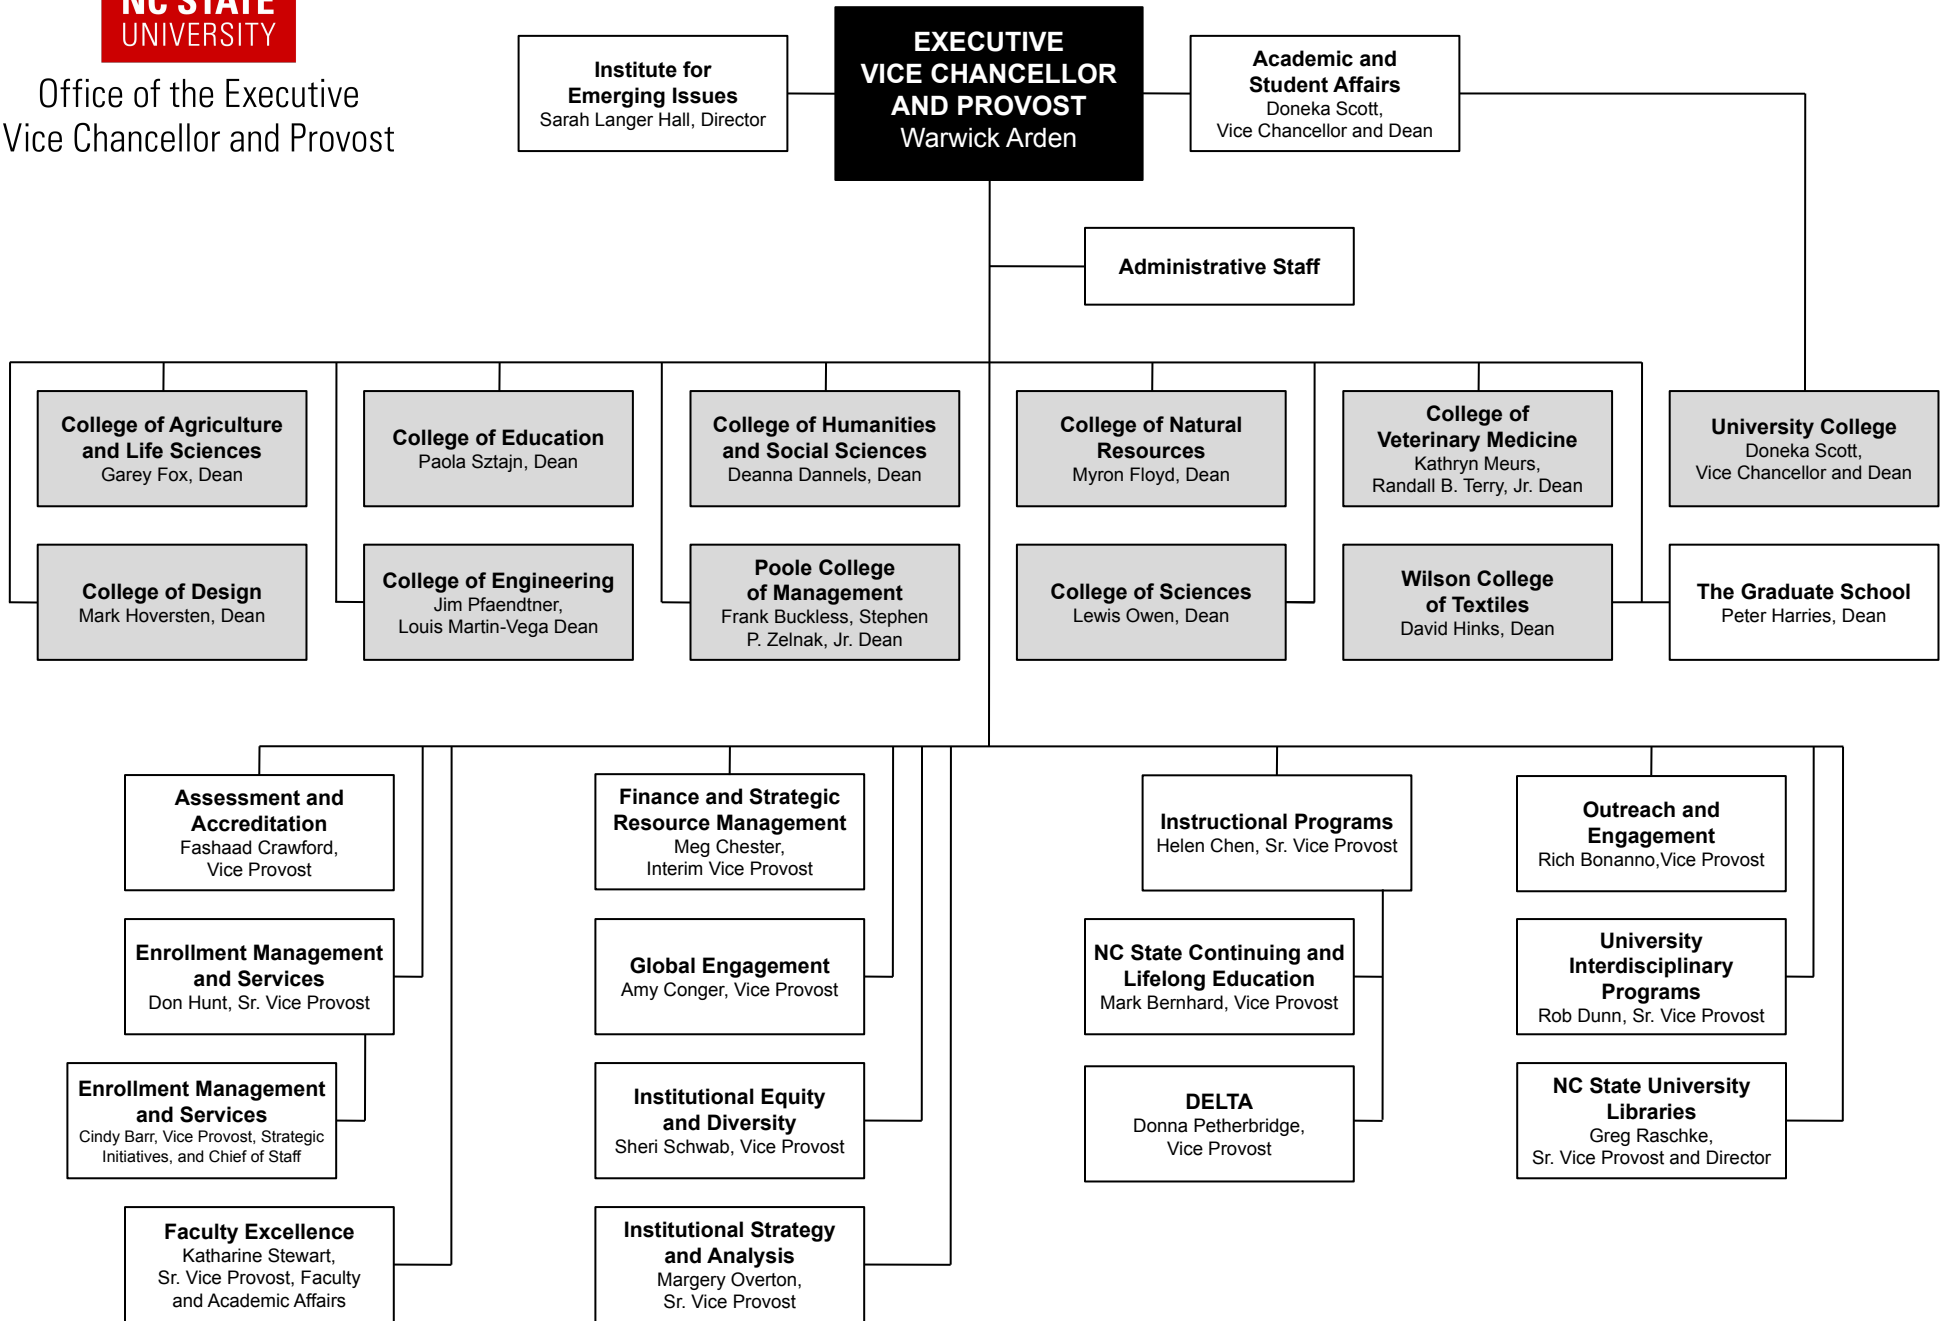 NC STATE
UNIVERSITY
Office of the Executive
Vice Chancellor and Provost
Institute for
Emerging Issues
Sarah Langer Hall, Director
EXECUTIVE
VICE CHANCELLOR
AND PROVOST
Warwick Arden
Academic and
Student Affairs
Doneka Scott,
Vice Chancellor and Dean
Administrative Staff
College of Agriculture
and Life Sciences
Garey Fox, Dean
College of Education
Paola Sztajn, Dean
College of Humanities
and Social Sciences
Deanna Dannels, Dean
College of Natural
Resources
Myron Floyd, Dean
College of
Veterinary Medicine
Kathryn Meurs,
Randall B. Terry, Jr. Dean
University College
Doneka Scott,
Vice Chancellor and Dean
College of Design
Mark Hoversten, Dean
College of Engineering
Jim Pfaendtner,
Louis Martin-Vega Dean
Poole College
of Management
Frank Buckless, Stephen
P. Zelnak, Jr. Dean
College of Sciences
Lewis Owen, Dean
Wilson College
of Textiles
David Hinks, Dean
The Graduate School
Peter Harries, Dean
Assessment and
Accreditation
Fashaad Crawford,
Vice Provost
Finance and Strategic
Resource Management
Meg Chester,
Interim Vice Provost
Instructional Programs
Helen Chen, Sr. Vice Provost
Outreach and
Engagement
Rich Bonanno,Vice Provost
Enrollment Management
and Services
Don Hunt, Sr. Vice Provost
Global Engagement
Amy Conger, Vice Provost
NC State Continuing and
Lifelong Education
Mark Bernhard, Vice Provost
University
Interdisciplinary
Programs
Rob Dunn, Sr. Vice Provost
Enrollment Management
and Services
Cindy Barr, Vice Provost, Strategic
Initiatives, and Chief of Staff
Institutional Equity
and Diversity
Sheri Schwab, Vice Provost
DELTA
Donna Petherbridge,
Vice Provost
NC State University
Libraries
Greg Raschke,
Sr. Vice Provost and Director
Faculty Excellence
Katharine Stewart,
Sr. Vice Provost, Faculty
and Academic Affairs
Institutional Strategy
and Analysis
Margery Overton,
Sr. Vice Provost